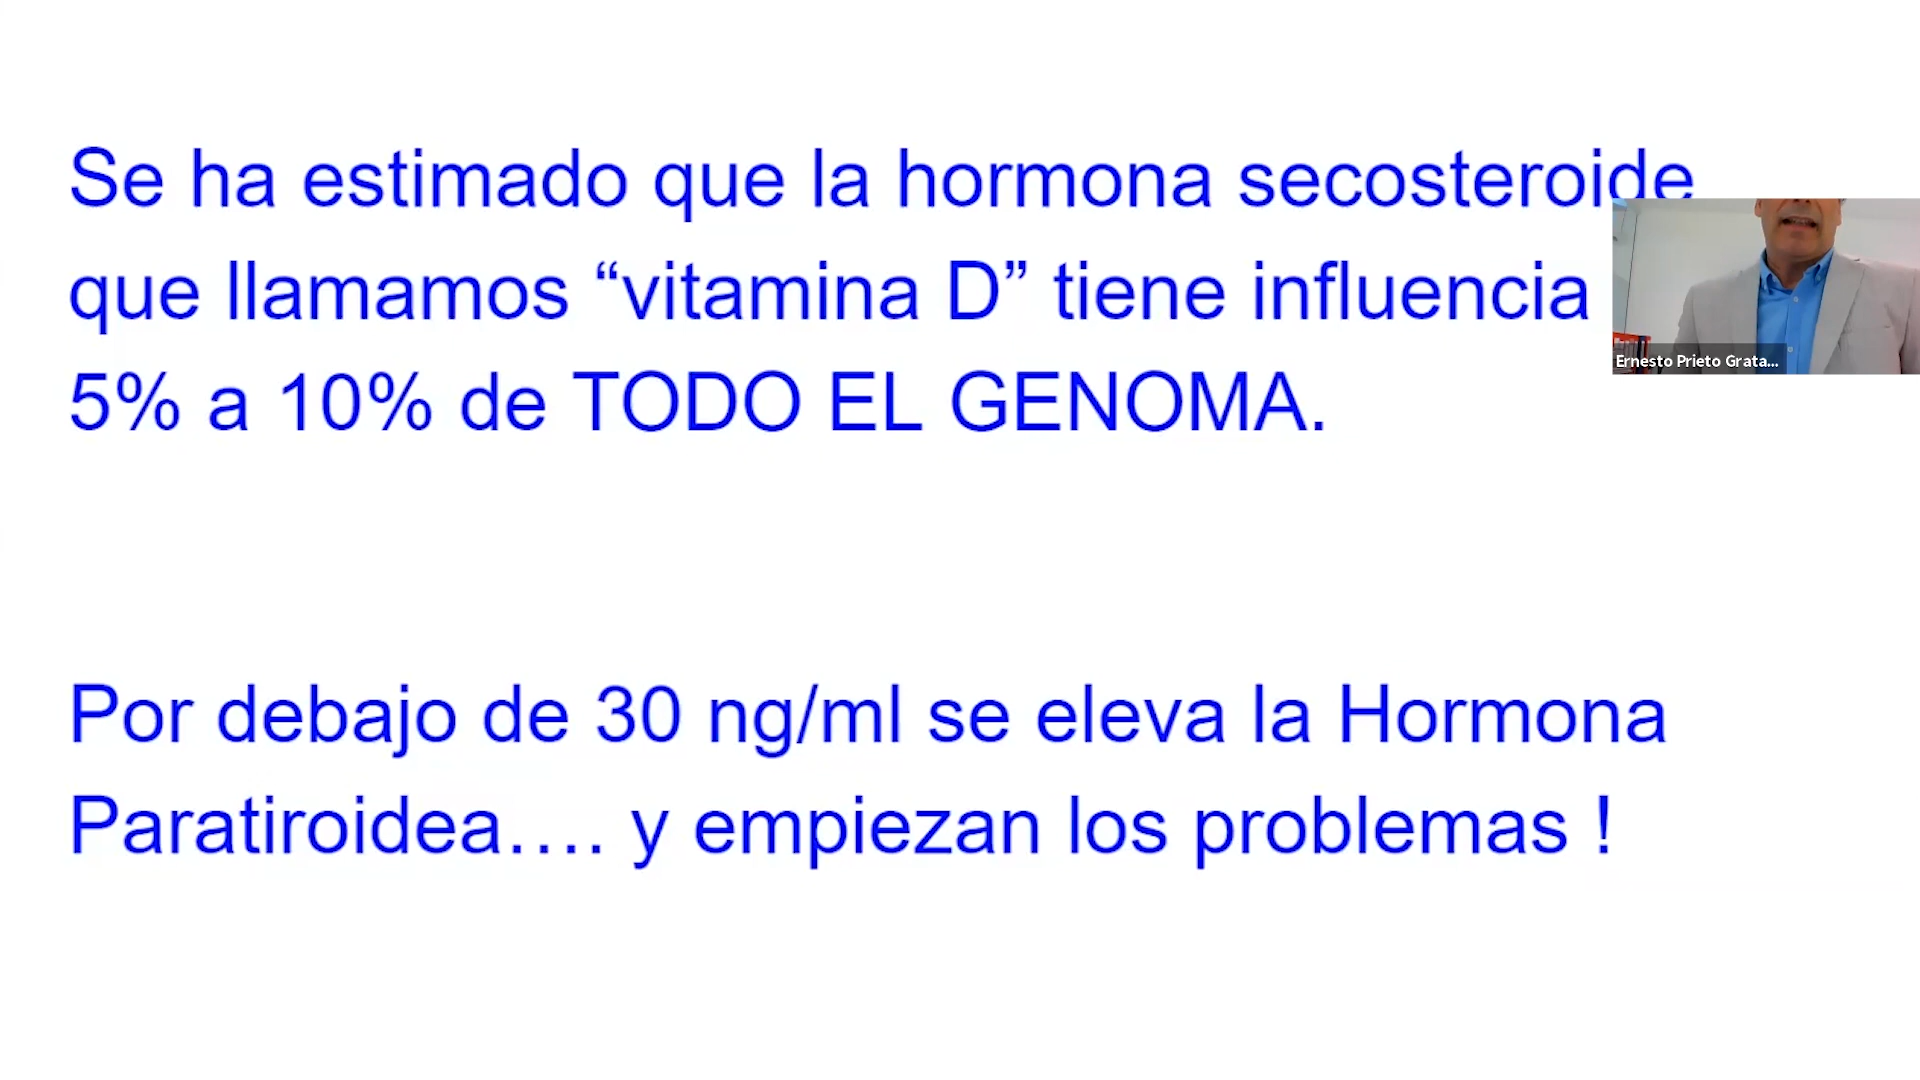 Se ha estimado que la hormona secosteroide
que llamamos “vitamina D” tiene influencia
5% a 10% de TODO EL GENOMA.
Por debajo de 30 ng/ml se eleva la Hormona
Paratiroidea…. y empiezan los problemas !
Ernesto Prieto Grata...